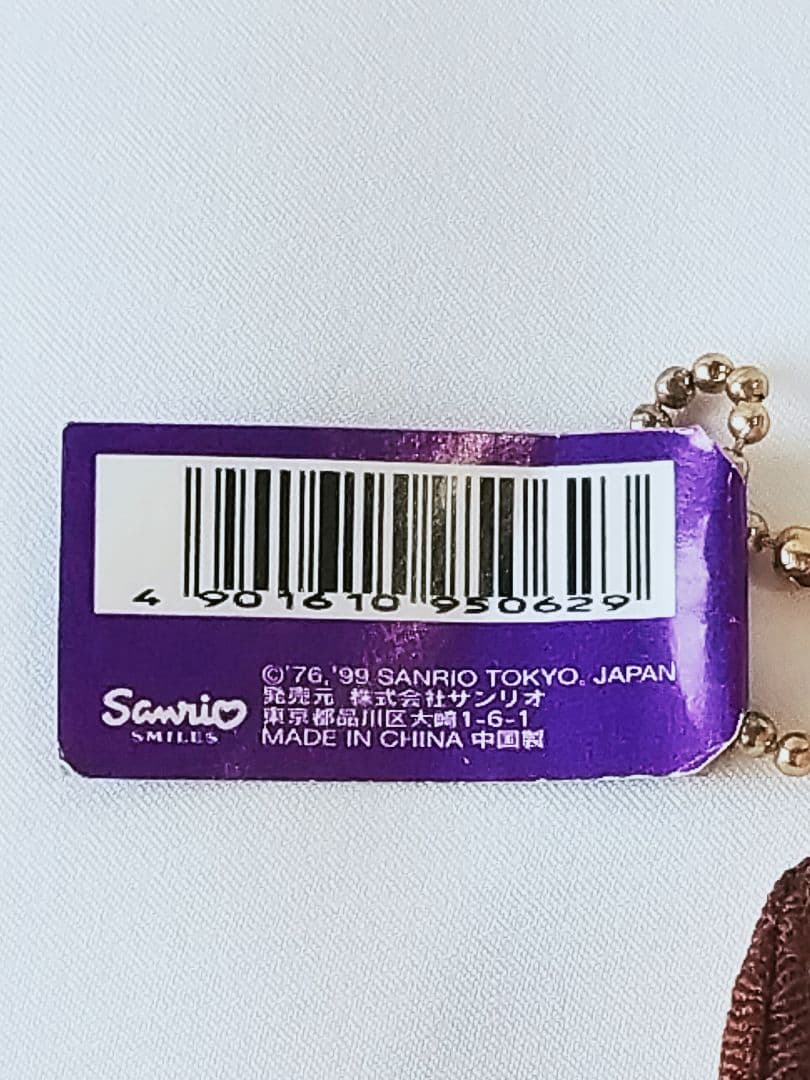 4 901610 950629
©'76,'99 SANRIO TOKYO, JAPAN
発売元 株式会社サンリオ
東京都品川区大崎1-6-1
MADE IN CHINA 中国製
Sanrio
SMILES